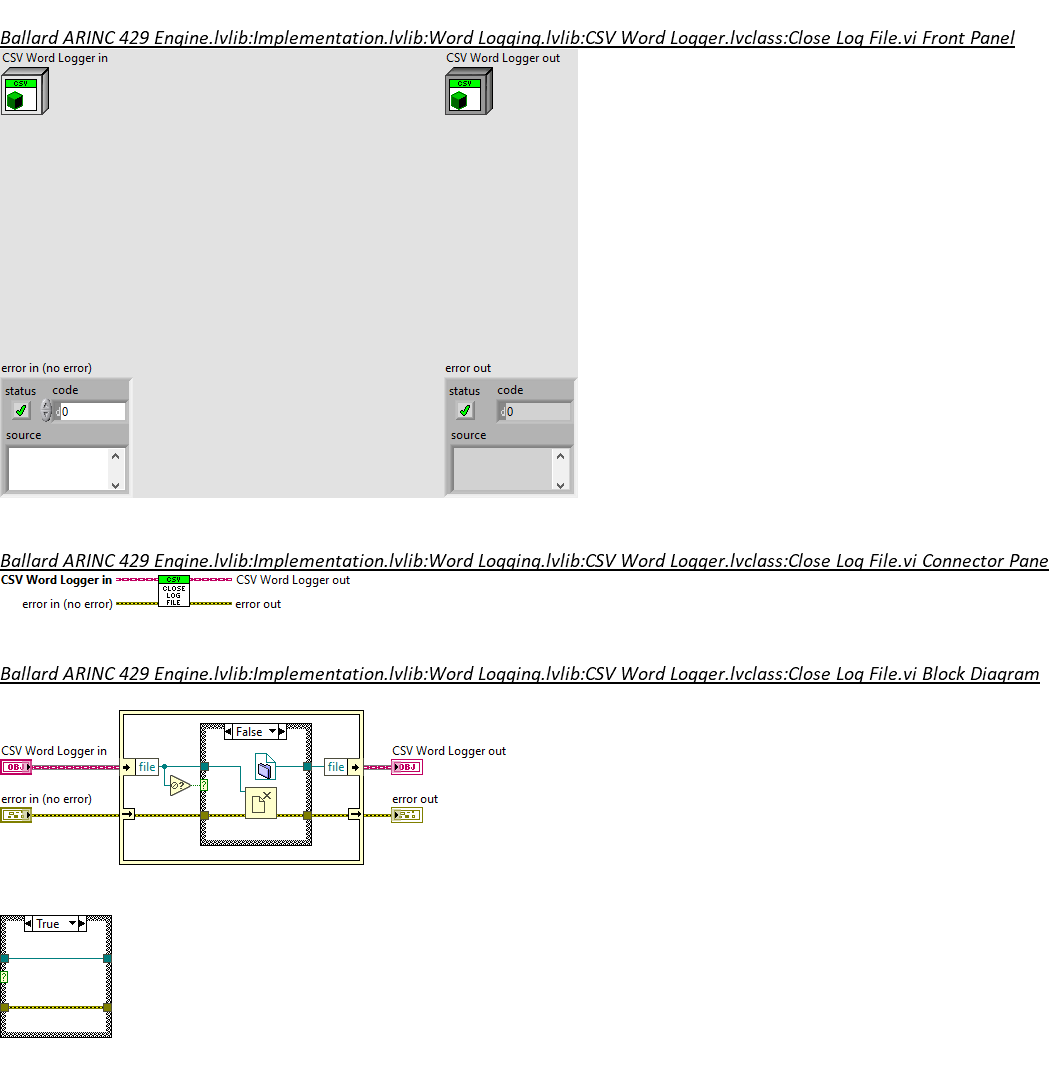 Ballard ARINC 429 Engine.lvlib:Implementation.lvlib:Word Logging.lvlib:CSV Word Logger.lvclass:Close Log File.vi Front Panel
CSV Word Logger in
CSV Word Logger out
CSV
CSV
error in (no error)
error out
status
code
status
code
d
0
d
0
source
source
Ballard ARINC 429 Engine.lvlib:Implementation.lvlib:Word Logging.lvlib:CSV Word Logger.lvclass:Close Log File.vi Connector Pane
CSV Word Logger in
CSV
CSV Word Logger out
CLOSE
LOG
FILE
error in (no error)
error out
Ballard ARINC 429 Engine.lvlib:Implementation.lvlib:Word Logging.lvlib:CSV Word Logger.lvclass:Close Log File.vi Block Diagram
False
CSV Word Logger in
CSV Word Logger out
OBJ
file
file
OBJ
?
?
error in (no error)
error out
True
?